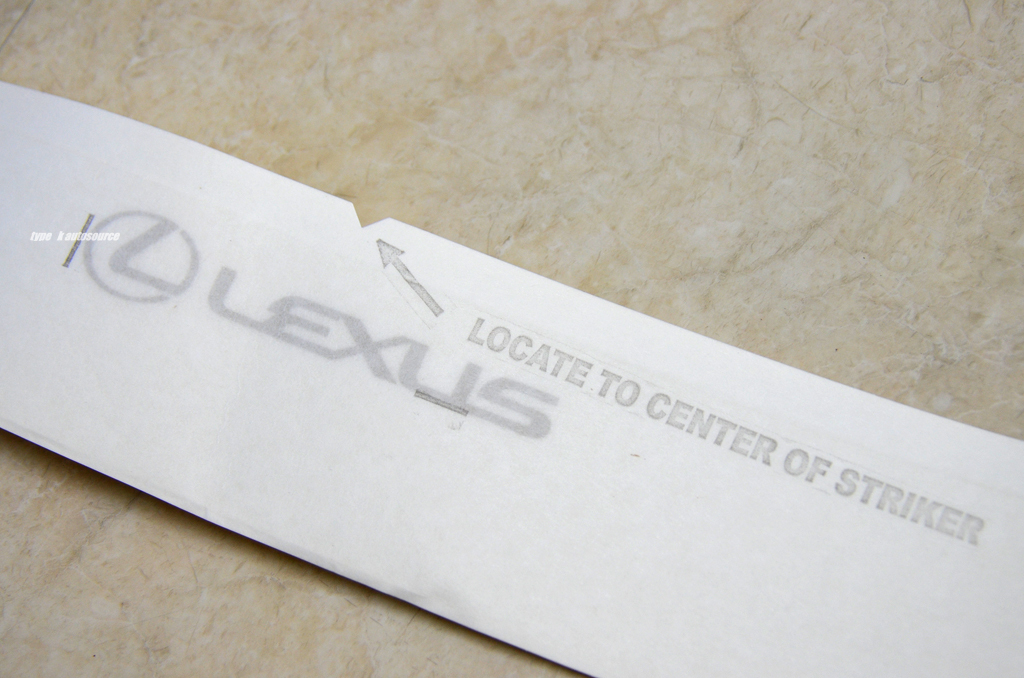 type k autosource
LEXUS
LOCATE TO CENTER OF STRIKER